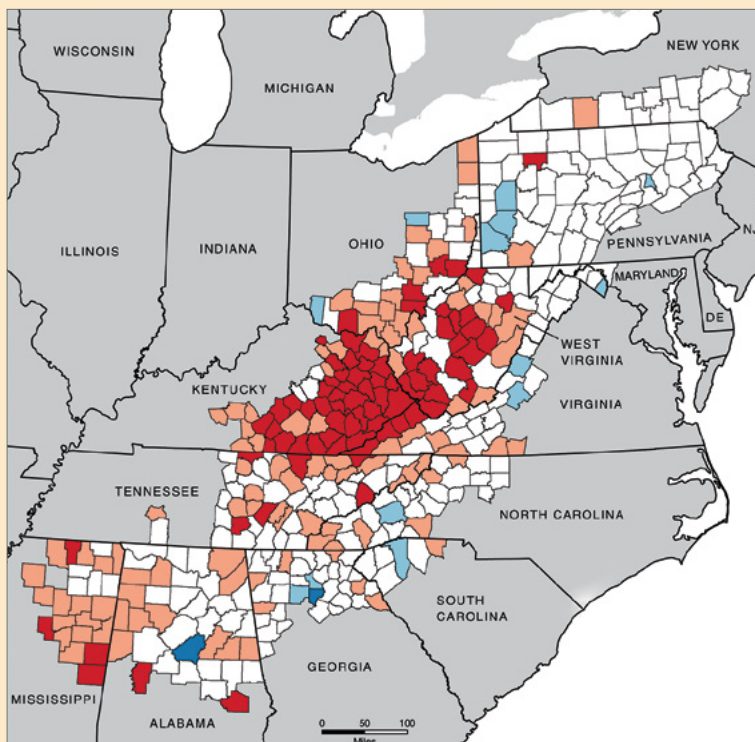 WISCONSIN
NEW YORK
MICHIGAN
ILLINOIS
INDIANA
OHIO
PENNSYLVANIA
NJ
MARYLAND
DE
WEST
VIRGINIA
KENTUCKY
VIRGINIA
TENNESSEE
NORTH CAROLINA
SOUTH
CAROLINA
GEORGIA
MISSISSIPPI
ALABAMA
0 50 100
Miles